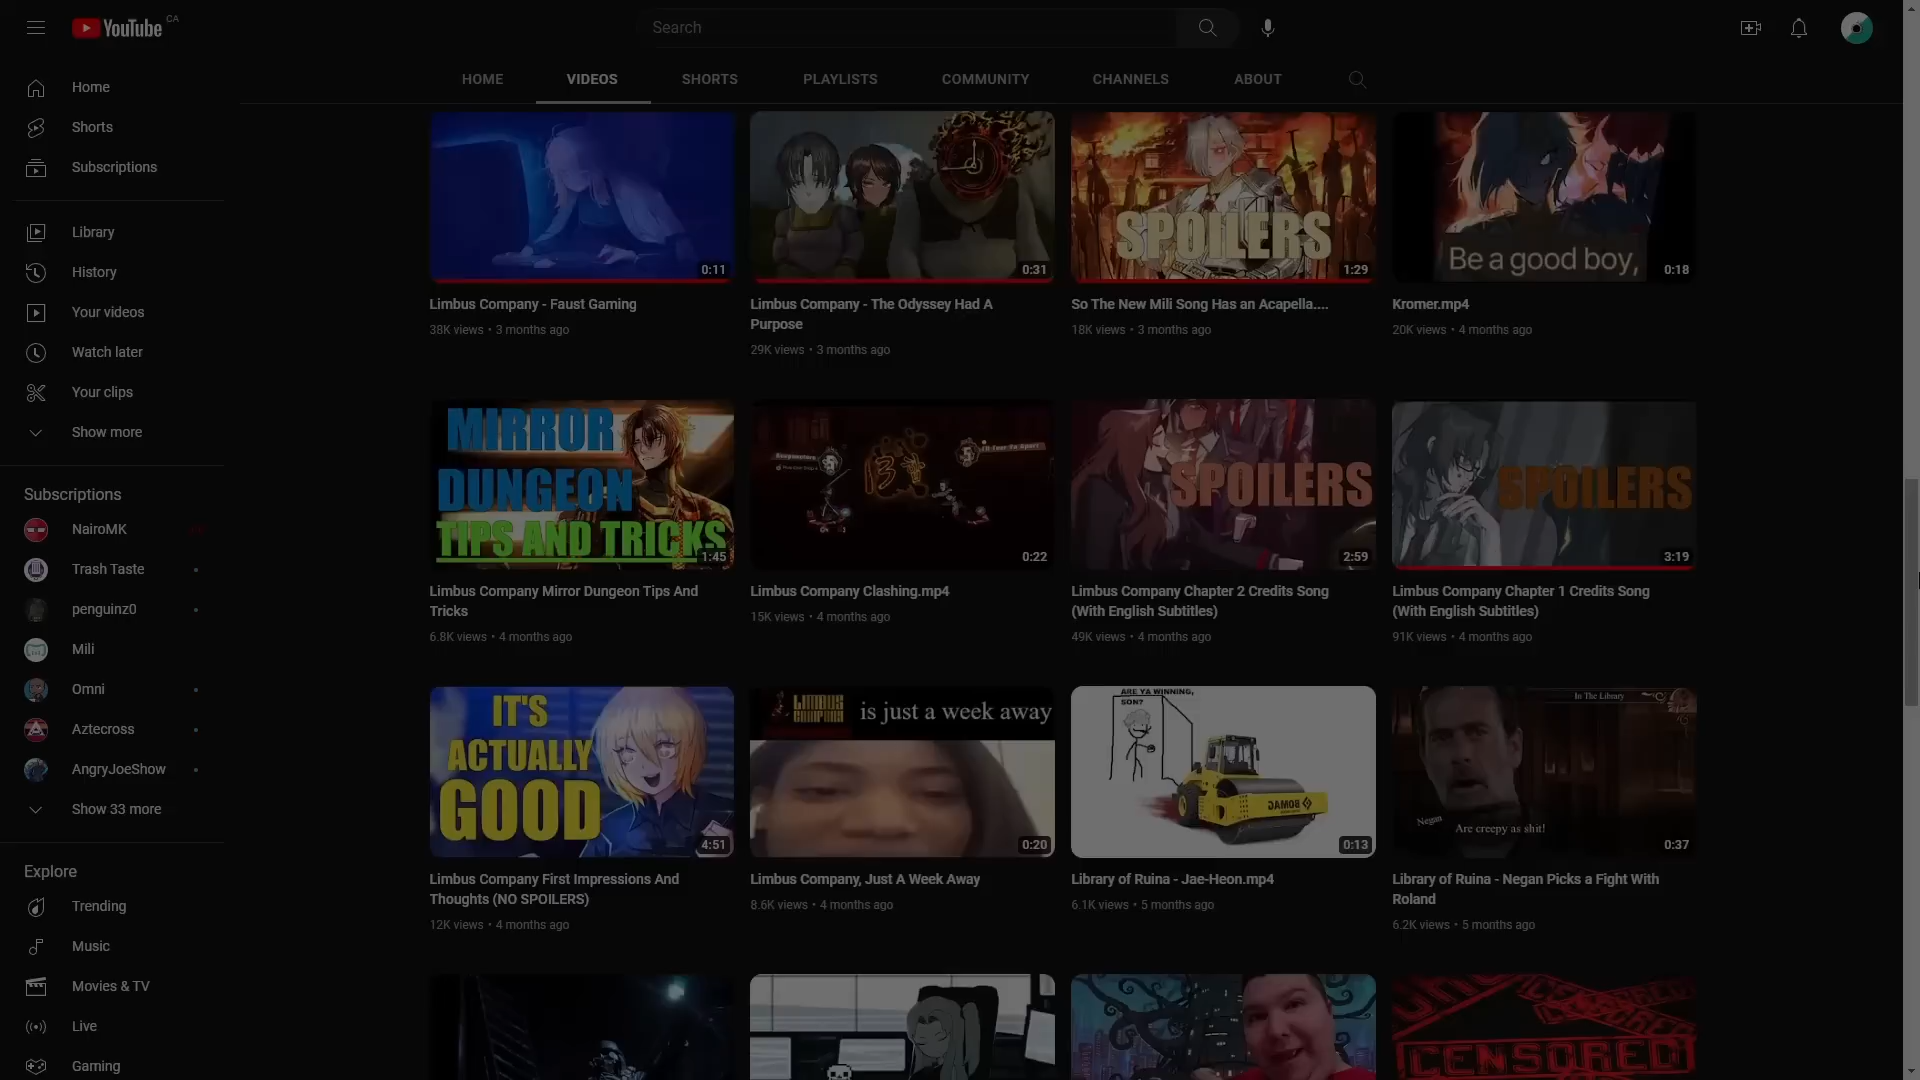 YouTube CA
Search
HOME
VIDEOS
SHORTS
PLAYLISTS
COMMUNITY
CHANNELS
ABOUT
Home
Shorts
Subscriptions
Library
History
Your videos
Watch later
Your clips
Show more
Subscriptions
NairoMK
Trash Taste
penguinz0
Mili
Omni
Aztecross
AngryJoeShow
Show 33 more
Explore
Trending
Music
Movies & TV
Live
Gaming
0:11
Limbus Company - Faust Gaming
38K views • 3 months ago
0:31
Limbus Company - The Odyssey Had A
Purpose
29K views • 3 months ago
SPOILERS
1:29
So The New Mili Song Has an Acapella....
18K views • 3 months ago
Be a good boy,
0:18
Kromer.mp4
20K views • 4 months ago
MIRROR
DUNGEON
TIPS AND TRICKS
1:45
Limbus Company Mirror Dungeon Tips And
Tricks
6.8K views • 4 months ago
0:22
Limbus Company Clashing.mp4
15K views • 4 months ago
SPOILERS
2:59
Limbus Company Chapter 2 Credits Song
(With English Subtitles)
49K views • 4 months ago
SPOILERS
3:19
Limbus Company Chapter 1 Credits Song
(With English Subtitles)
91K views • 4 months ago
IT'S
ACTUALLY
GOOD
4:51
Limbus Company First Impressions And
Thoughts (NO SPOILERS)
12K views • 4 months ago
LIMBUS
COMPANY
is just a week away
0:20
Limbus Company, Just A Week Away
8.6K views • 4 months ago
ARE YA WINNING,
SON?
BOMAG
0:13
Library of Ruina - Jae-Heon.mp4
6.1K views • 5 months ago
In The Library
Negan
Are creepy as shit!
0:37
Library of Ruina - Negan Picks a Fight With
Roland
6.2K views • 5 months ago
CENSORED